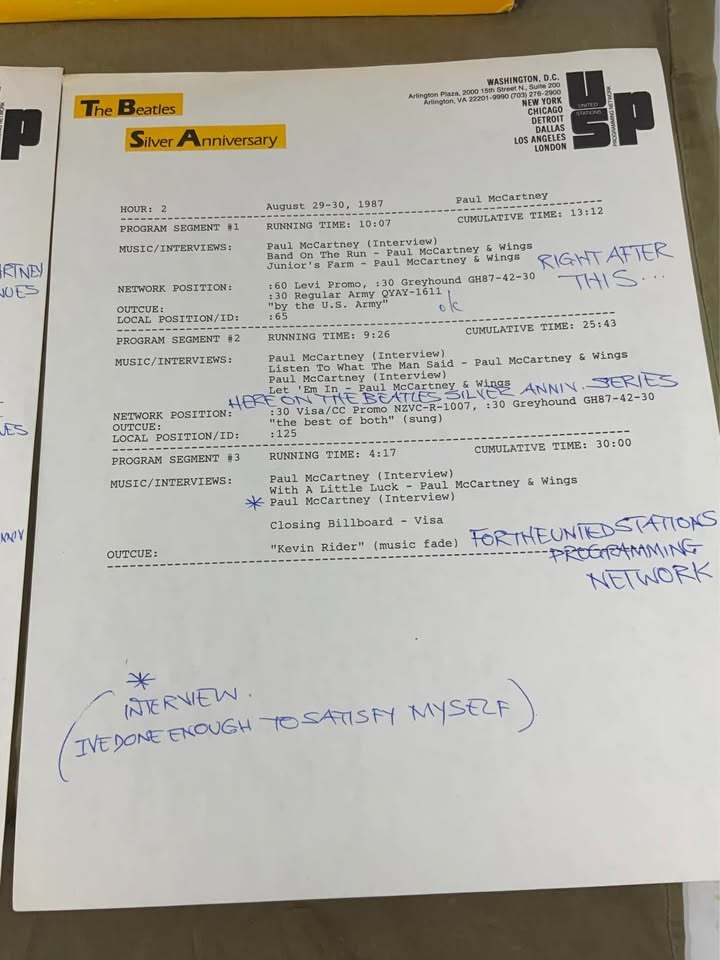 The Beatles
Silver Anniversary
WASHINGTON, D.C.
Arlington Plaza, 2000 15th Street N., Suite 200
Arlington, VA 22201-9990 (703) 276-2900
NEW YORK
CHICAGO
DETROIT
DALLAS
LOS ANGELES
LONDON
USP
UNITED
STATIONS
PROGRAMMING NETWORK
HOUR: 2 August 29-30, 1987 Paul McCartney
PROGRAM SEGMENT #1 RUNNING TIME: 10:07 CUMULATIVE TIME: 13:12
MUSIC/INTERVIEWS: Paul McCartney (Interview)
Band On The Run - Paul McCartney & Wings
Junior's Farm - Paul McCartney & Wings
RIGHT AFTER
THIS...
NETWORK POSITION: :60 Levi Promo, :30 Greyhound GH87-42-30
:30 Regular Army QYAY-1611
OUTCUE: "by the U.S. Army" ok
LOCAL POSITION/ID: :65
PROGRAM SEGMENT #2 RUNNING TIME: 9:26 CUMULATIVE TIME: 25:43
MUSIC/INTERVIEWS: Paul McCartney (Interview)
Listen To What The Man Said - Paul McCartney & Wings
Paul McCartney (Interview)
Let 'Em In - Paul McCartney & Wings
HERE ON THE BEATLES SILVER ANNIV. SERIES
NETWORK POSITION: :30 Visa/CC Promo NZVC-R-1007, :30 Greyhound GH87-42-30
OUTCUE: "the best of both" (sung)
LOCAL POSITION/ID: :125
PROGRAM SEGMENT #3 RUNNING TIME: 4:17 CUMULATIVE TIME: 30:00
MUSIC/INTERVIEWS: Paul McCartney (Interview)
With A Little Luck - Paul McCartney & Wings
* Paul McCartney (Interview)
Closing Billboard - Visa
OUTCUE: "Kevin Rider" (music fade)
FOR THE UNITED STATIONS
PROGRAMMING
NETWORK
*
INTERVIEW.
(IVE DONE ENOUGH TO SATISFY MYSELF)